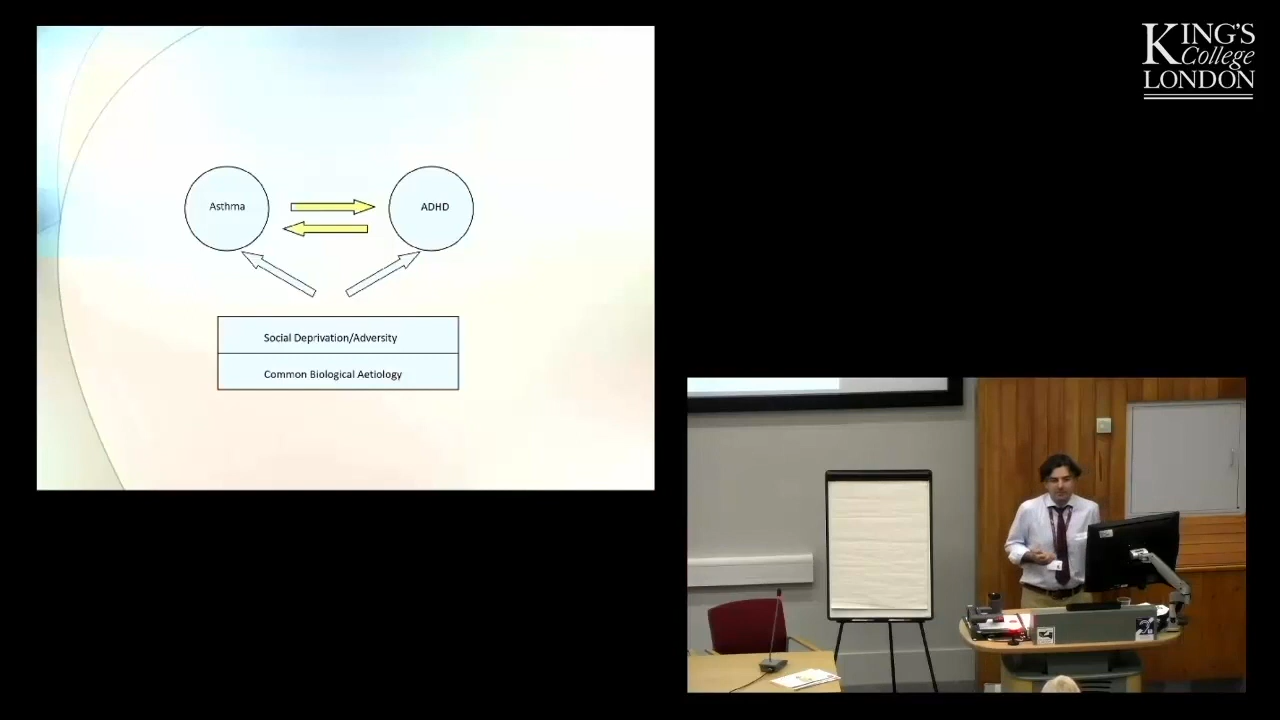 Asthma
ADHD
Social Deprivation/Adversity
Common Biological Aetiology
KING'S
College
LONDON